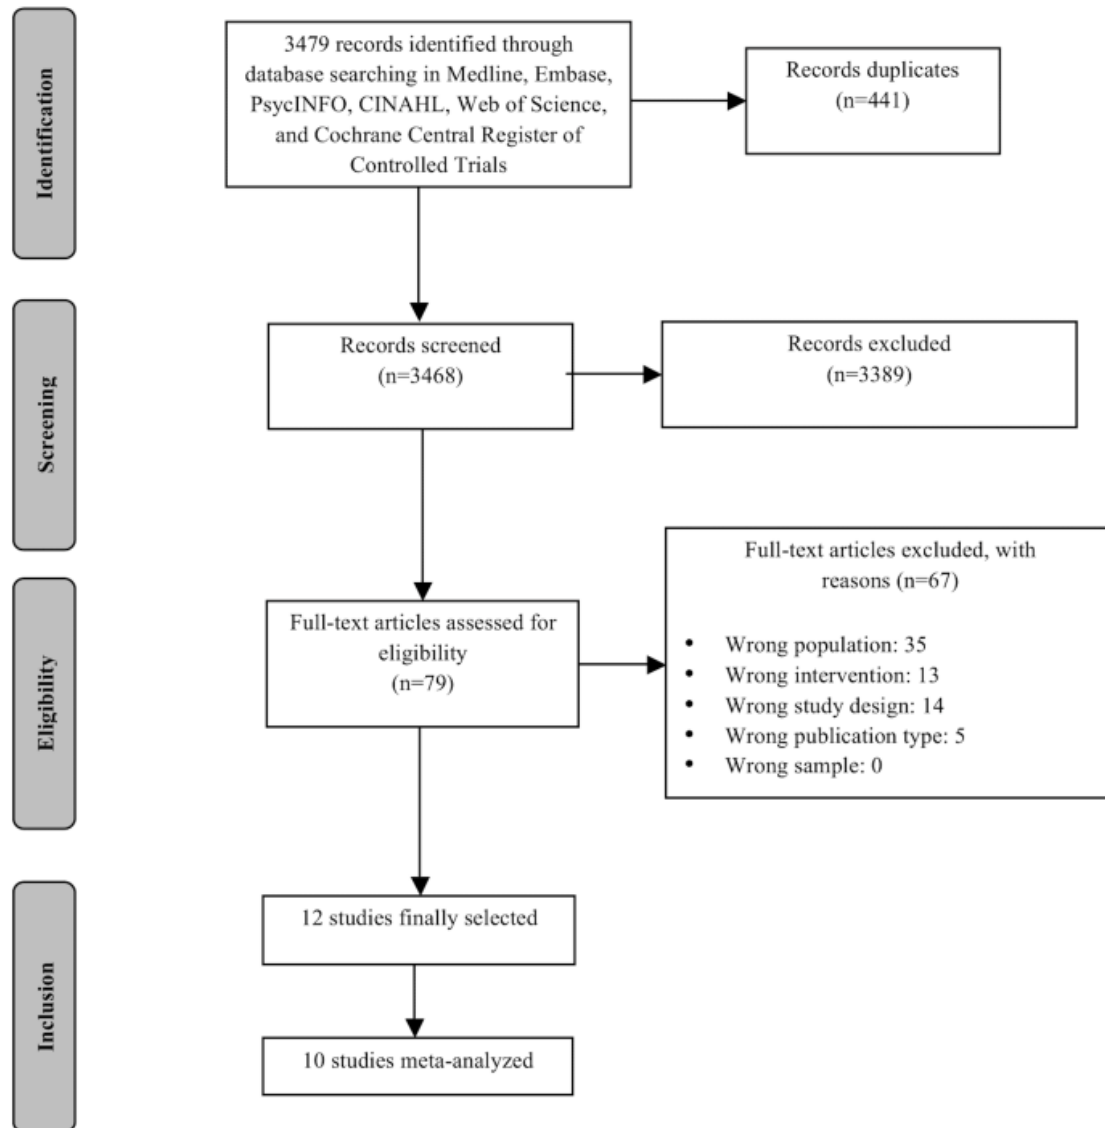 Identification
3479 records identified through
database searching in Medline, Embase,
PsycINFO, CINAHL, Web of Science,
and Cochrane Central Register of
Controlled Trials
Records duplicates
(n=441)
Screening
Records screened
(n=3468)
Records excluded
(n=3389)
Eligibility
Full-text articles assessed for
eligibility
(n=79)
Full-text articles excluded, with
reasons (n=67)
• Wrong population: 35
• Wrong intervention: 13
• Wrong study design: 14
• Wrong publication type: 5
• Wrong sample: 0
Inclusion
12 studies finally selected
10 studies meta-analyzed